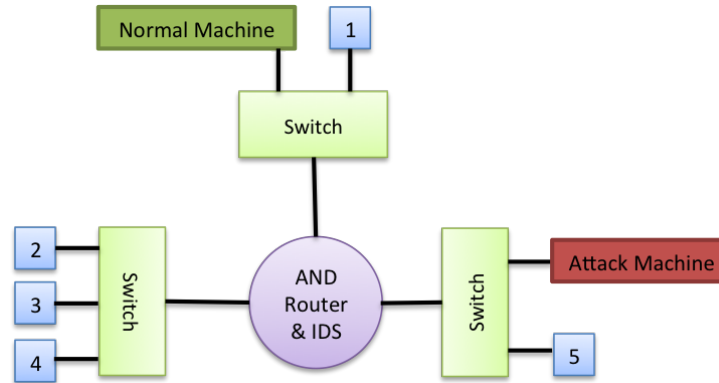 Normal Machine
1
Switch
2
3
4
Switch
AND
Router
& IDS
Switch
Attack Machine
5